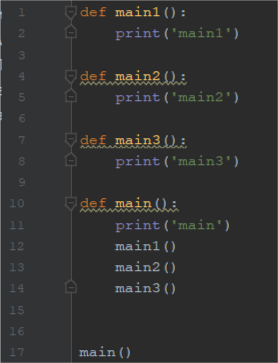 1 def main1():
2     print('main1')
3
4 def main2():
5     print('main2')
6
7 def main3():
8     print('main3')
9
10 def main():
11     print('main')
12     main1()
13     main2()
14     main3()
15
16
17 main()